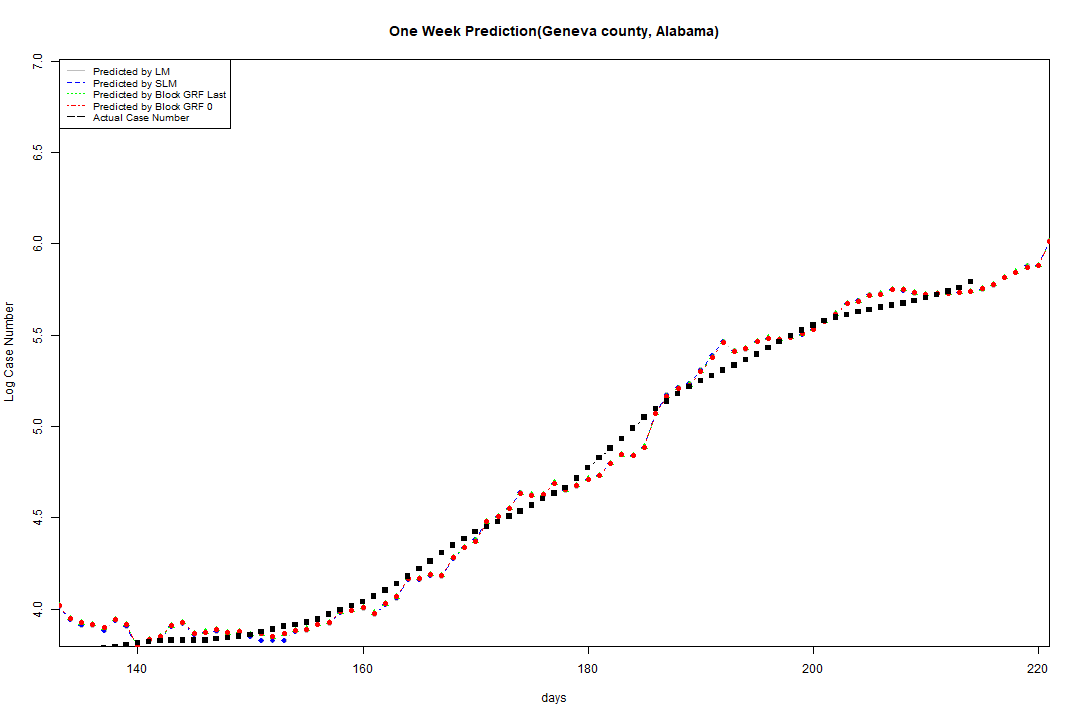 One Week Prediction(Geneva county, Alabama)
Predicted by LM
Predicted by SLM
Predicted by Block GRF Last
Predicted by Block GRF 0
Actual Case Number
7.0
6.5
6.0
5.5
5.0
4.5
4.0
Log Case Number
140
160
180
200
220
days